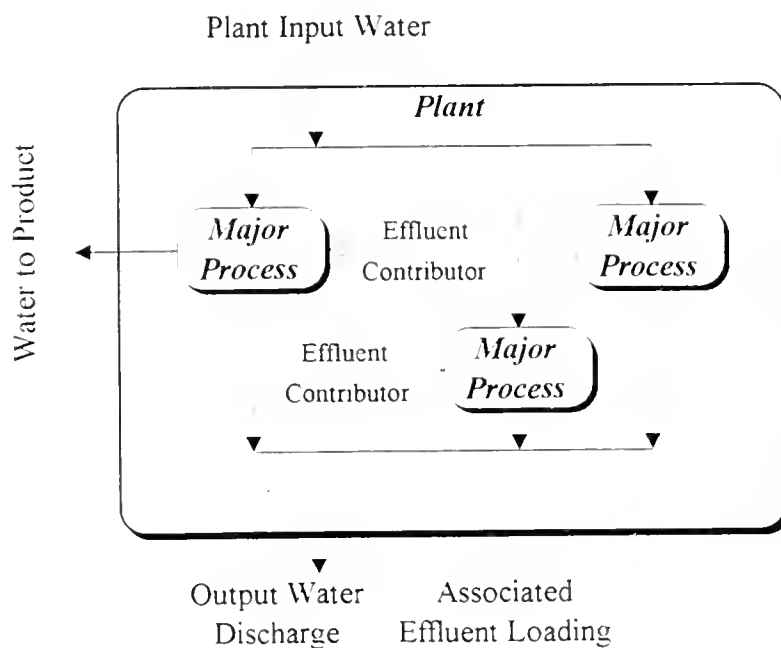 Plant Input Water
Plant
Water to Product
Major
Process
Effluent
Contributor
Major
Process
Effluent
Contributor
Major
Process
Output Water
Discharge
Associated
Effluent Loading